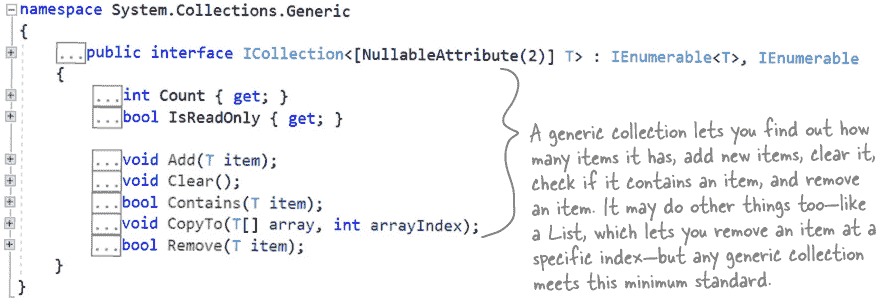 namespace System.Collections.Generic
{
...public interface ICollection<[NullableAttribute(2)] T> : IEnumerable<T>, IEnumerable
{
...int Count { get; }
...bool IsReadOnly { get; }
...void Add(T item);
...void Clear();
...bool Contains(T item);
...void CopyTo(T[] array, int arrayIndex);
...bool Remove(T item);
}
}
A generic collection lets you find out how
many items it has, add new items, clear it,
check if it contains an item, and remove
an item. It may do other things too—like
a List, which lets you remove an item at a
specific index—but any generic collection
meets this minimum standard.